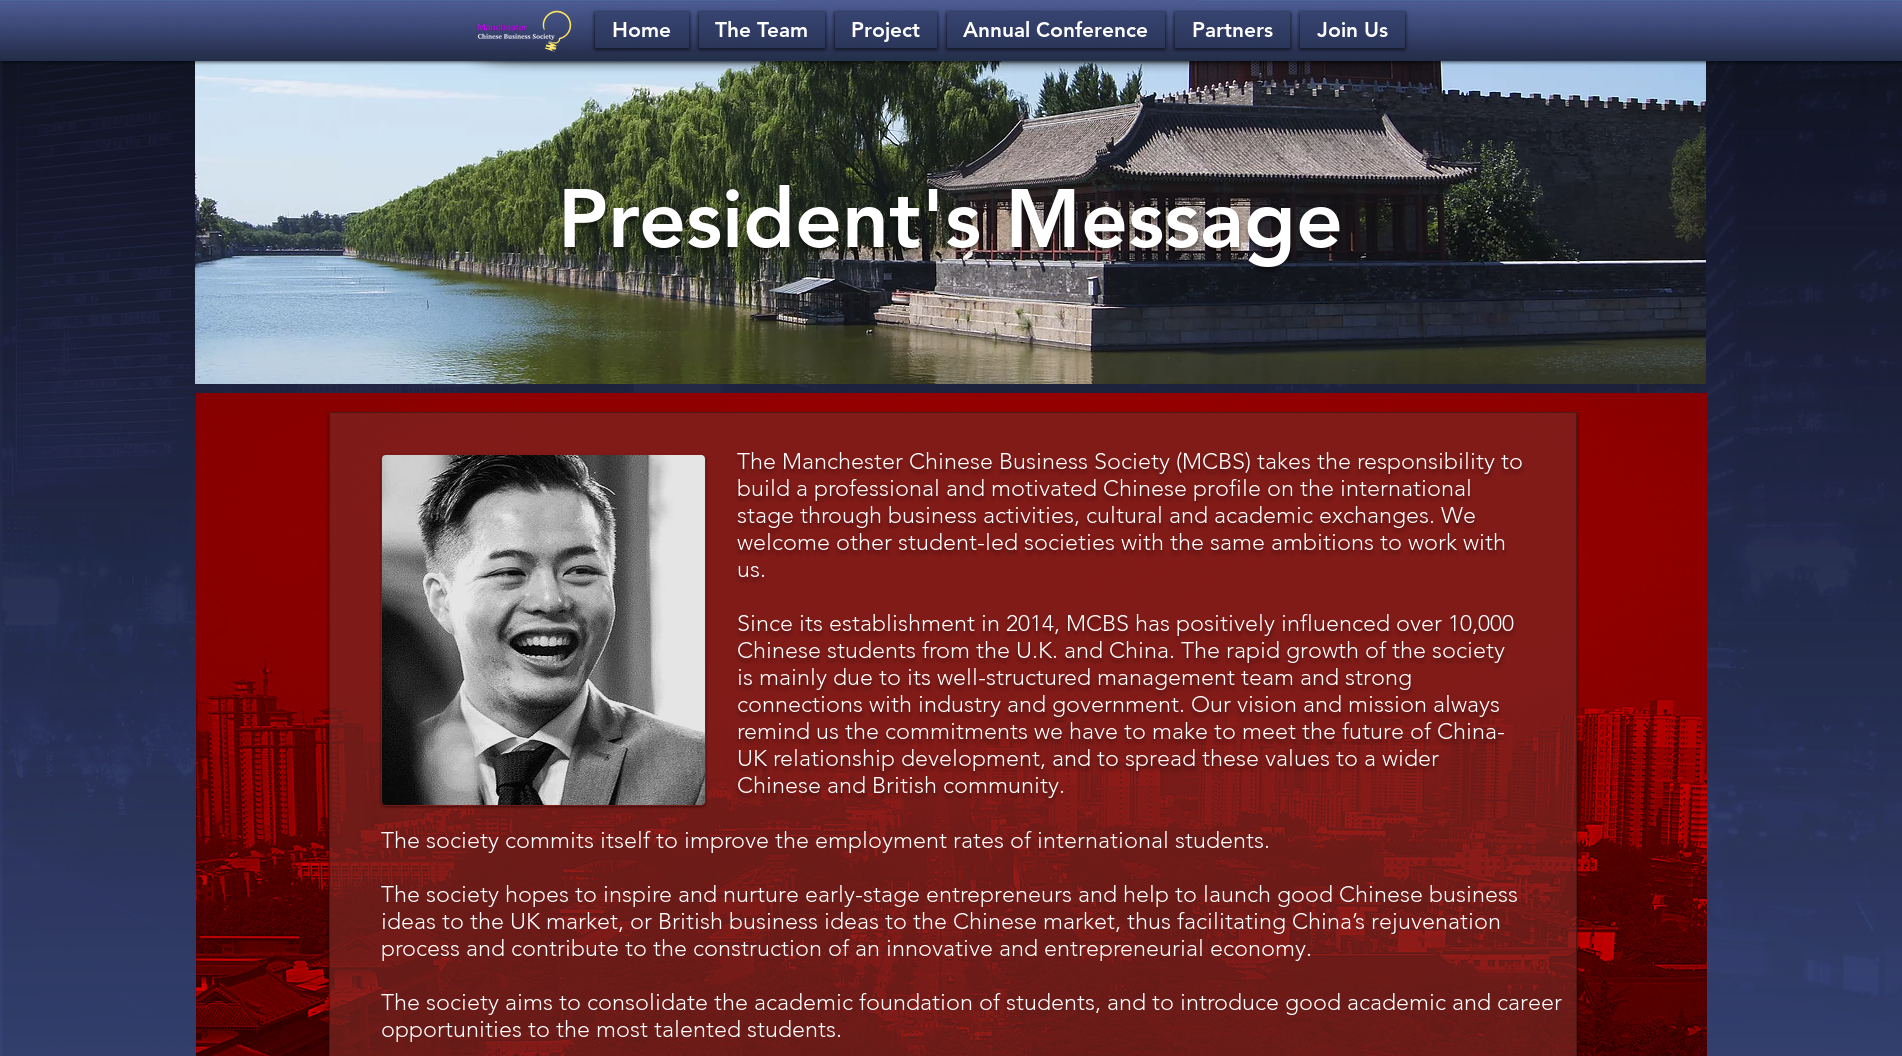 Manchester
Chinese Business Society
Home
The Team
Project
Annual Conference
Partners
Join Us
President's Message
The Manchester Chinese Business Society (MCBS) takes the responsibility to
build a professional and motivated Chinese profile on the international
stage through business activities, cultural and academic exchanges. We
welcome other student-led societies with the same ambitions to work with
us.
Since its establishment in 2014, MCBS has positively influenced over 10,000
Chinese students from the U.K. and China. The rapid growth of the society
is mainly due to its well-structured management team and strong
connections with industry and government. Our vision and mission always
remind us the commitments we have to make to meet the future of China-
UK relationship development, and to spread these values to a wider
Chinese and British community.
The society commits itself to improve the employment rates of international students.
The society hopes to inspire and nurture early-stage entrepreneurs and help to launch good Chinese business
ideas to the UK market, or British business ideas to the Chinese market, thus facilitating China’s rejuvenation
process and contribute to the construction of an innovative and entrepreneurial economy.
The society aims to consolidate the academic foundation of students, and to introduce good academic and career
opportunities to the most talented students.